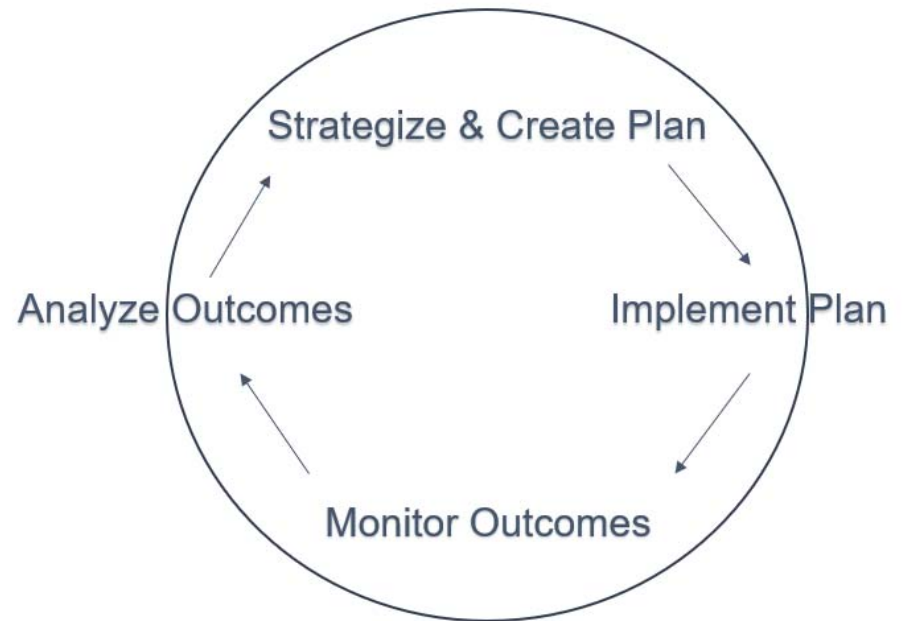 Strategize & Create Plan
Analyze Outcomes
Implement Plan
Monitor Outcomes